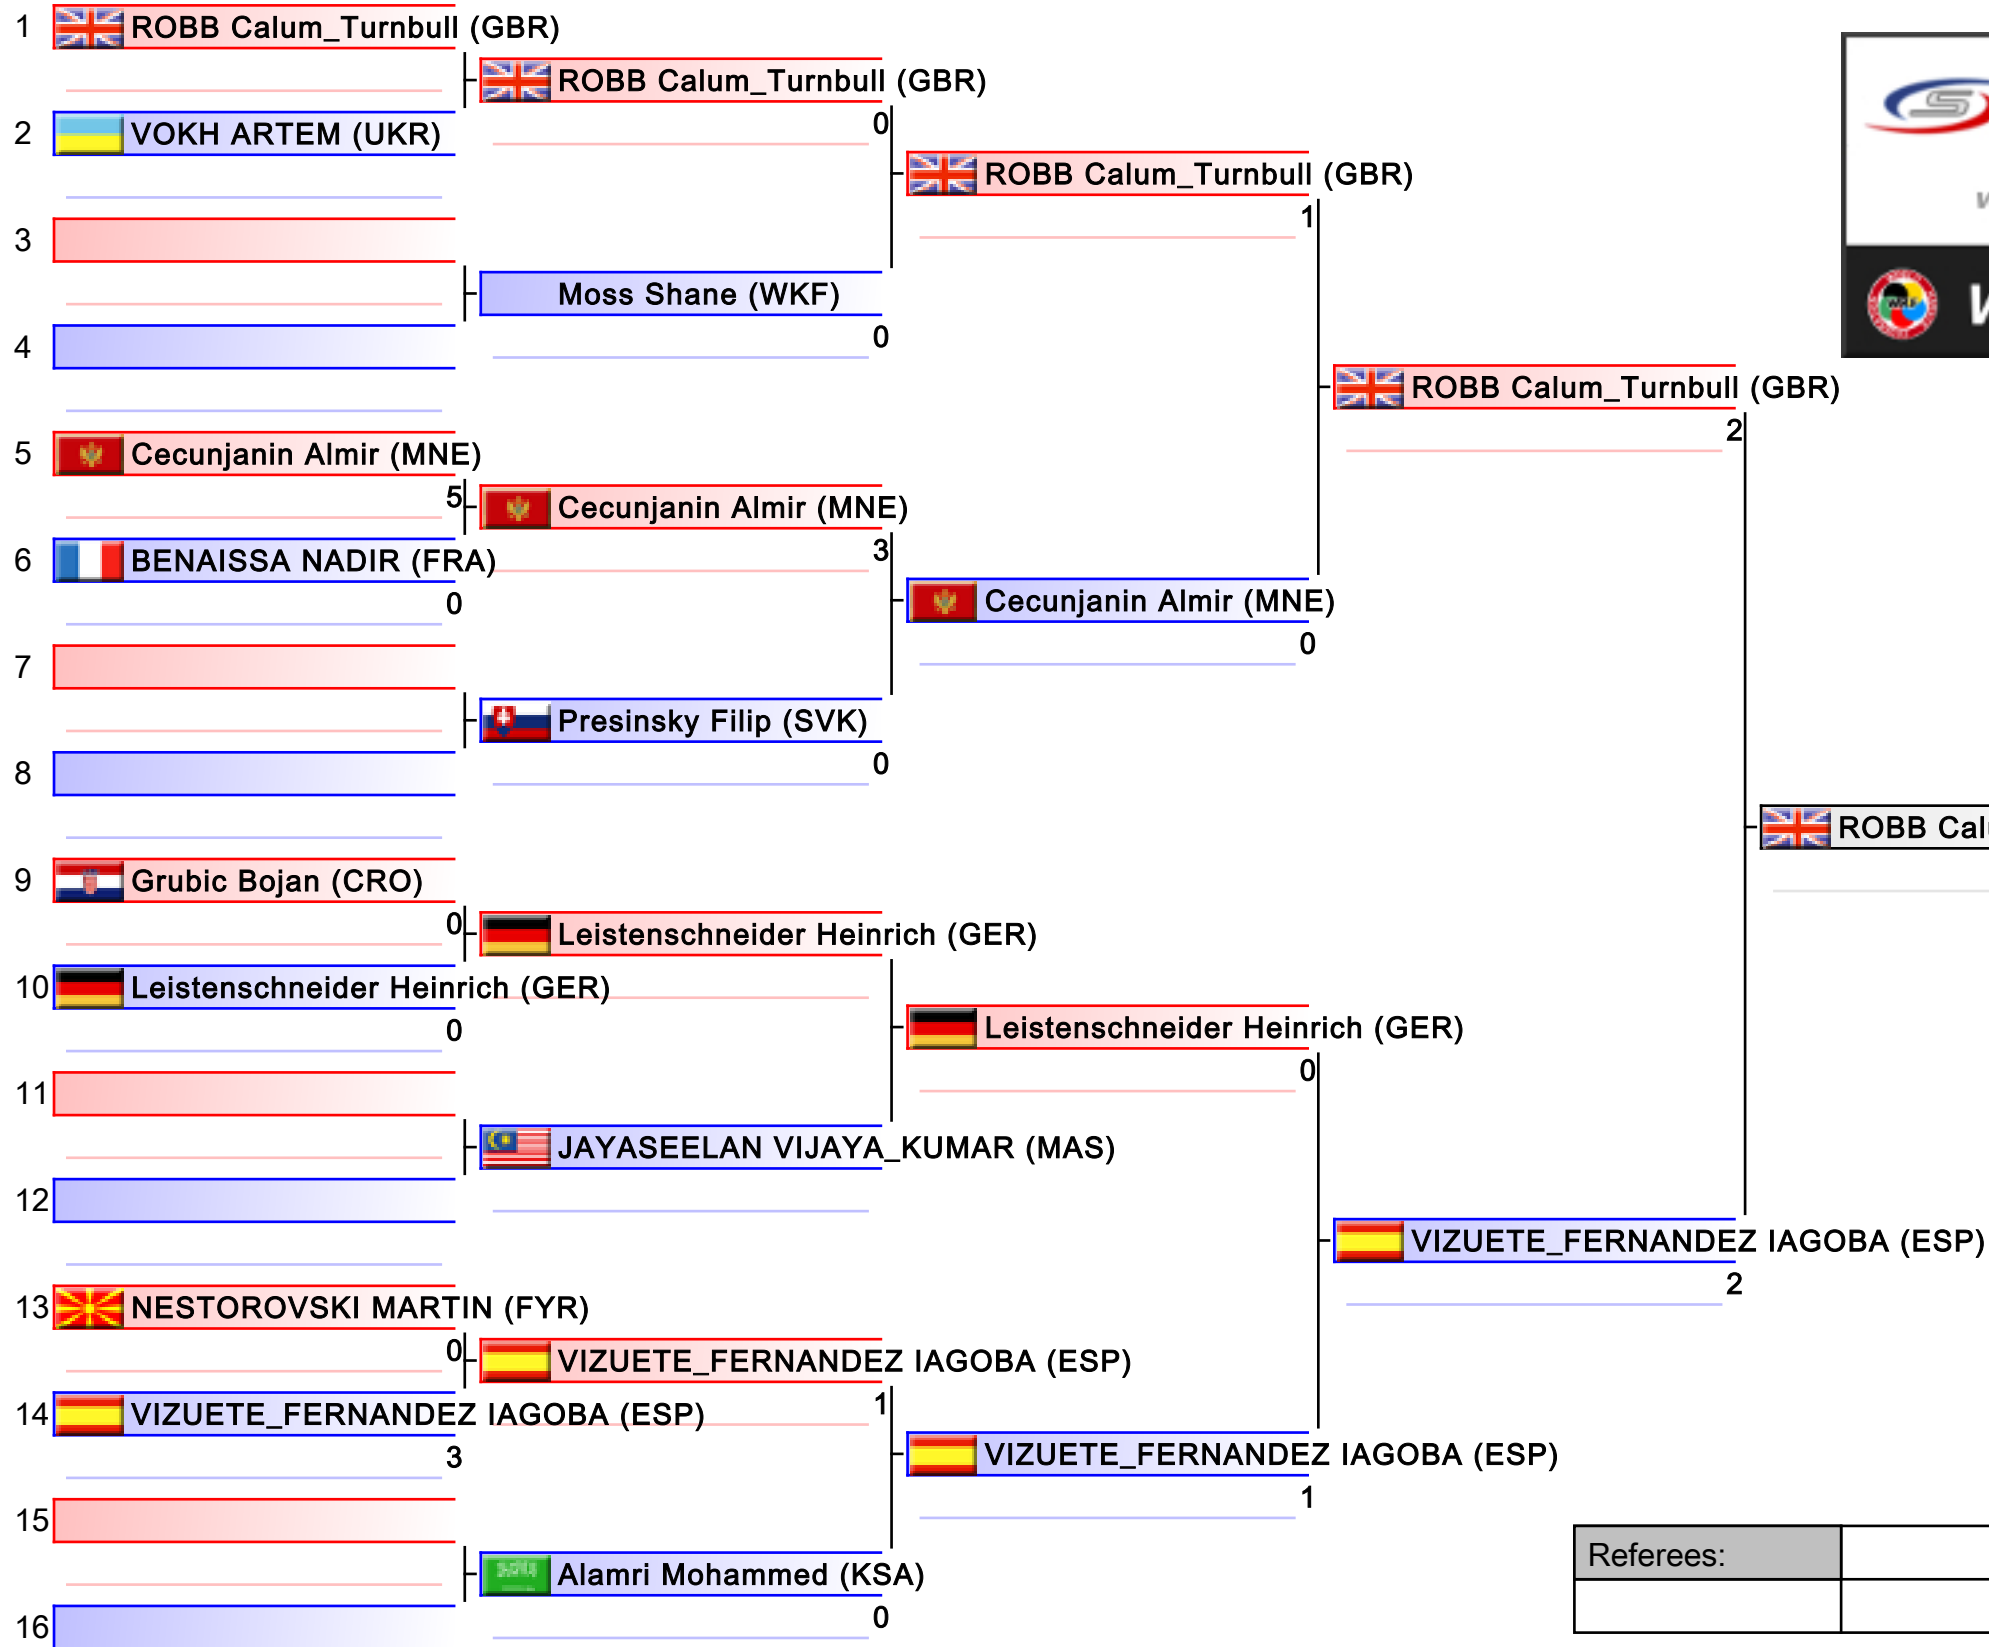 1 ROBB Calum_Turnbull (GBR)
ROBB Calum_Turnbull (GBR)
0
2 VOKH ARTEM (UKR)
ROBB Calum_Turnbull (GBR)
1
3
Moss Shane (WKF)
0
4
ROBB Calum_Turnbull (GBR)
2
5 Cecunjanin Almir (MNE)
5
Cecunjanin Almir (MNE)
3
6 BENAISSA NADIR (FRA)
0
Cecunjanin Almir (MNE)
0
7
Presinsky Filip (SVK)
0
8
ROBB
9 Grubic Bojan (CRO)
0
Leistenschneider Heinrich (GER)
10 Leistenschneider Heinrich (GER)
0
Leistenschneider Heinrich (GER)
0
11
JAYASEELAN VIJAYA_KUMAR (MAS)
12
VIZUETE_FERNANDEZ IAGOBA (ESP)
2
13 NESTOROVSKI MARTIN (FYR)
0
VIZUETE_FERNANDEZ IAGOBA (ESP)
1
14 VIZUETE_FERNANDEZ IAGOBA (ESP)
3
VIZUETE_FERNANDEZ IAGOBA (ESP)
1
15
Alamri Mohammed (KSA)
0
16
Referees: